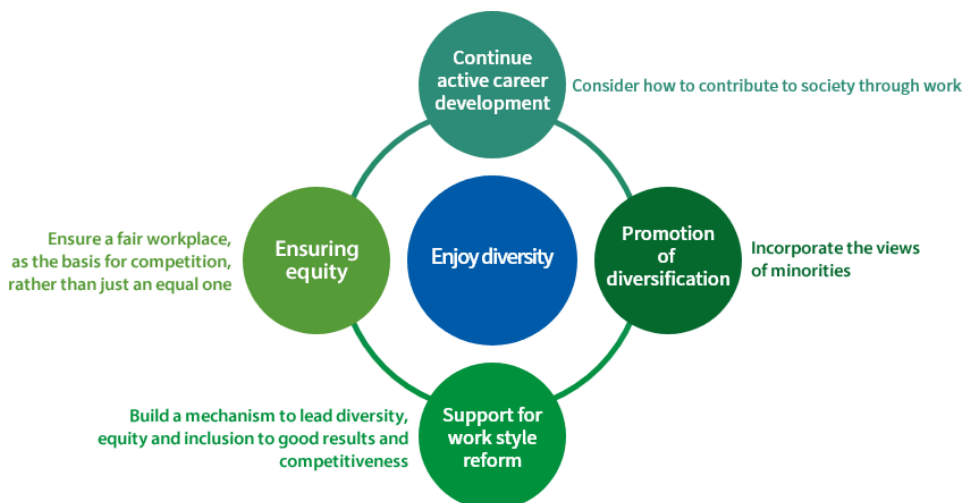 Continue
active career
development
Consider how to contribute to society through work
Ensure a fair workplace,
as the basis for competition,
rather than just an equal one
Ensuring
equity
Enjoy diversity
Promotion
of
diversification
Incorporate the views
of minorities
Build a mechanism to lead diversity,
equity and inclusion to good results and
competitiveness
Support for
work style
reform